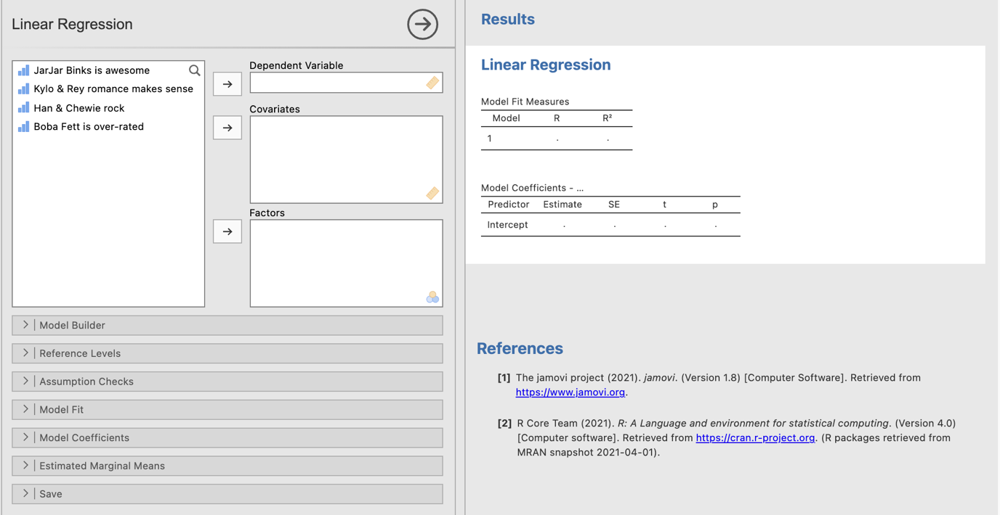 Linear Regression
JarJar Binks is awesome
Kylo & Rey romance makes sense
Han & Chewie rock
Boba Fett is over-rated
Dependent Variable
Covariates
Factors
Model Builder
Reference Levels
Assumption Checks
Model Fit
Model Coefficients
Estimated Marginal Means
Save
Results
Linear Regression
Model Fit Measures
Model R R²
1 . .
Model Coefficients - ...
Predictor Estimate SE t p
Intercept . . . .
References
[1] The jamovi project (2021). jamovi. (Version 1.8) [Computer Software]. Retrieved from
https://www.jamovi.org.
[2] R Core Team (2021). R: A Language and environment for statistical computing. (Version 4.0)
[Computer software]. Retrieved from https://cran.r-project.org. (R packages retrieved from
MRAN snapshot 2021-04-01).